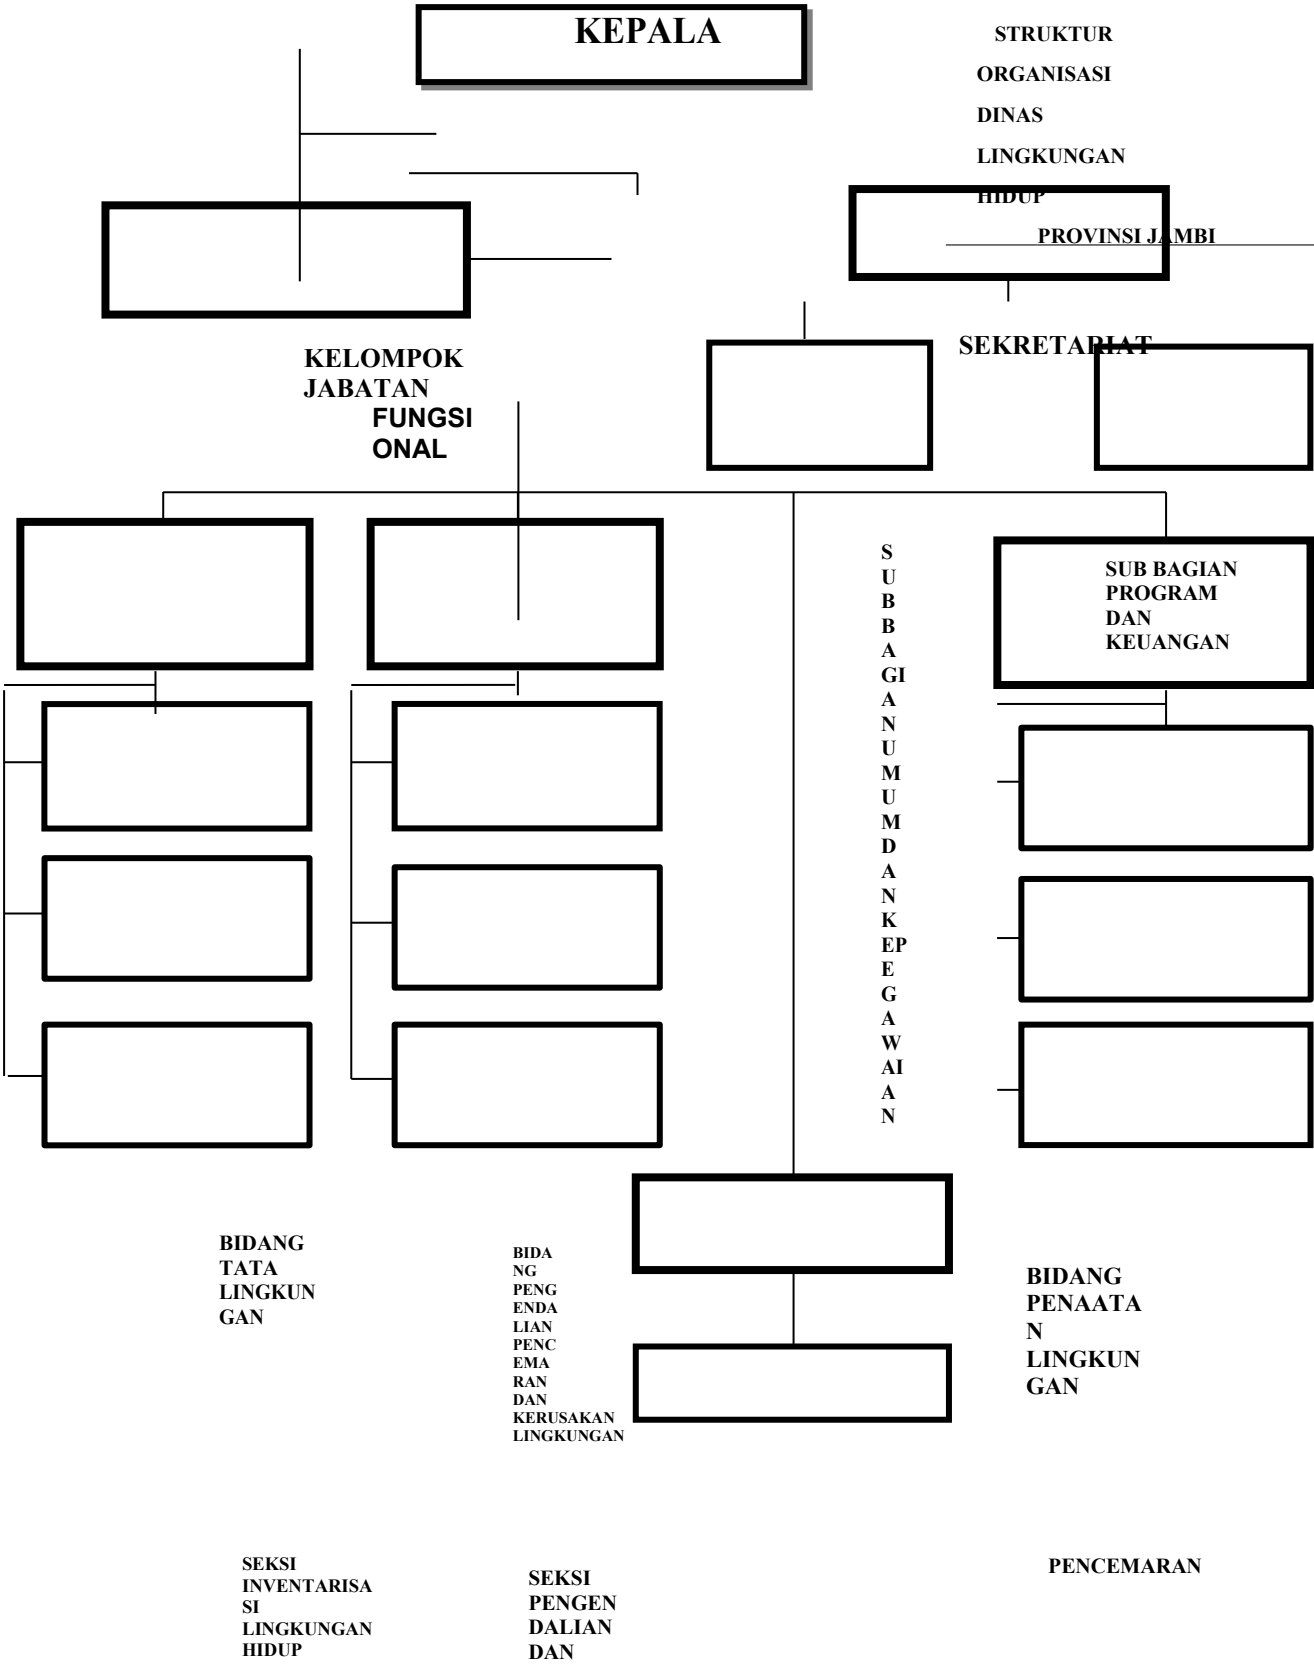 KEPALA
STRUKTUR
ORGANISASI
DINAS
LINGKUNGAN
HIDUP
PROVINSI JAMBI
KELOMPOK
JABATAN
FUNGSI
ONAL
SEKRETARIAT
S
U
B
B
A
GI
A
N
U
M
U
M
D
A
N
K
EP
E
G
A
W
AI
A
N
SUB BAGIAN
PROGRAM
DAN
KEUANGAN
BIDANG
TATA
LINGKUN
GAN
BIDA
NG
PENG
ENDA
LIAN
PENC
EMA
RAN
DAN
KERUSAKAN
LINGKUNGAN
BIDANG
PENAATA
N
LINGKUN
GAN
SEKSI
INVENTARISA
SI
LINGKUNGAN
HIDUP
SEKSI
PENGEN
DALIAN
DAN
PENCEMARAN